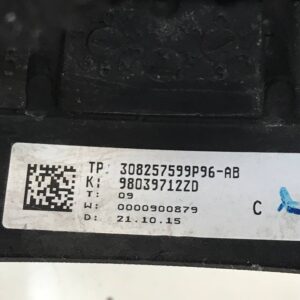 TP: 308257599P96-AB
K: 98039712ZD
T: 09
W: 0000900879
D: 21.10.15
C